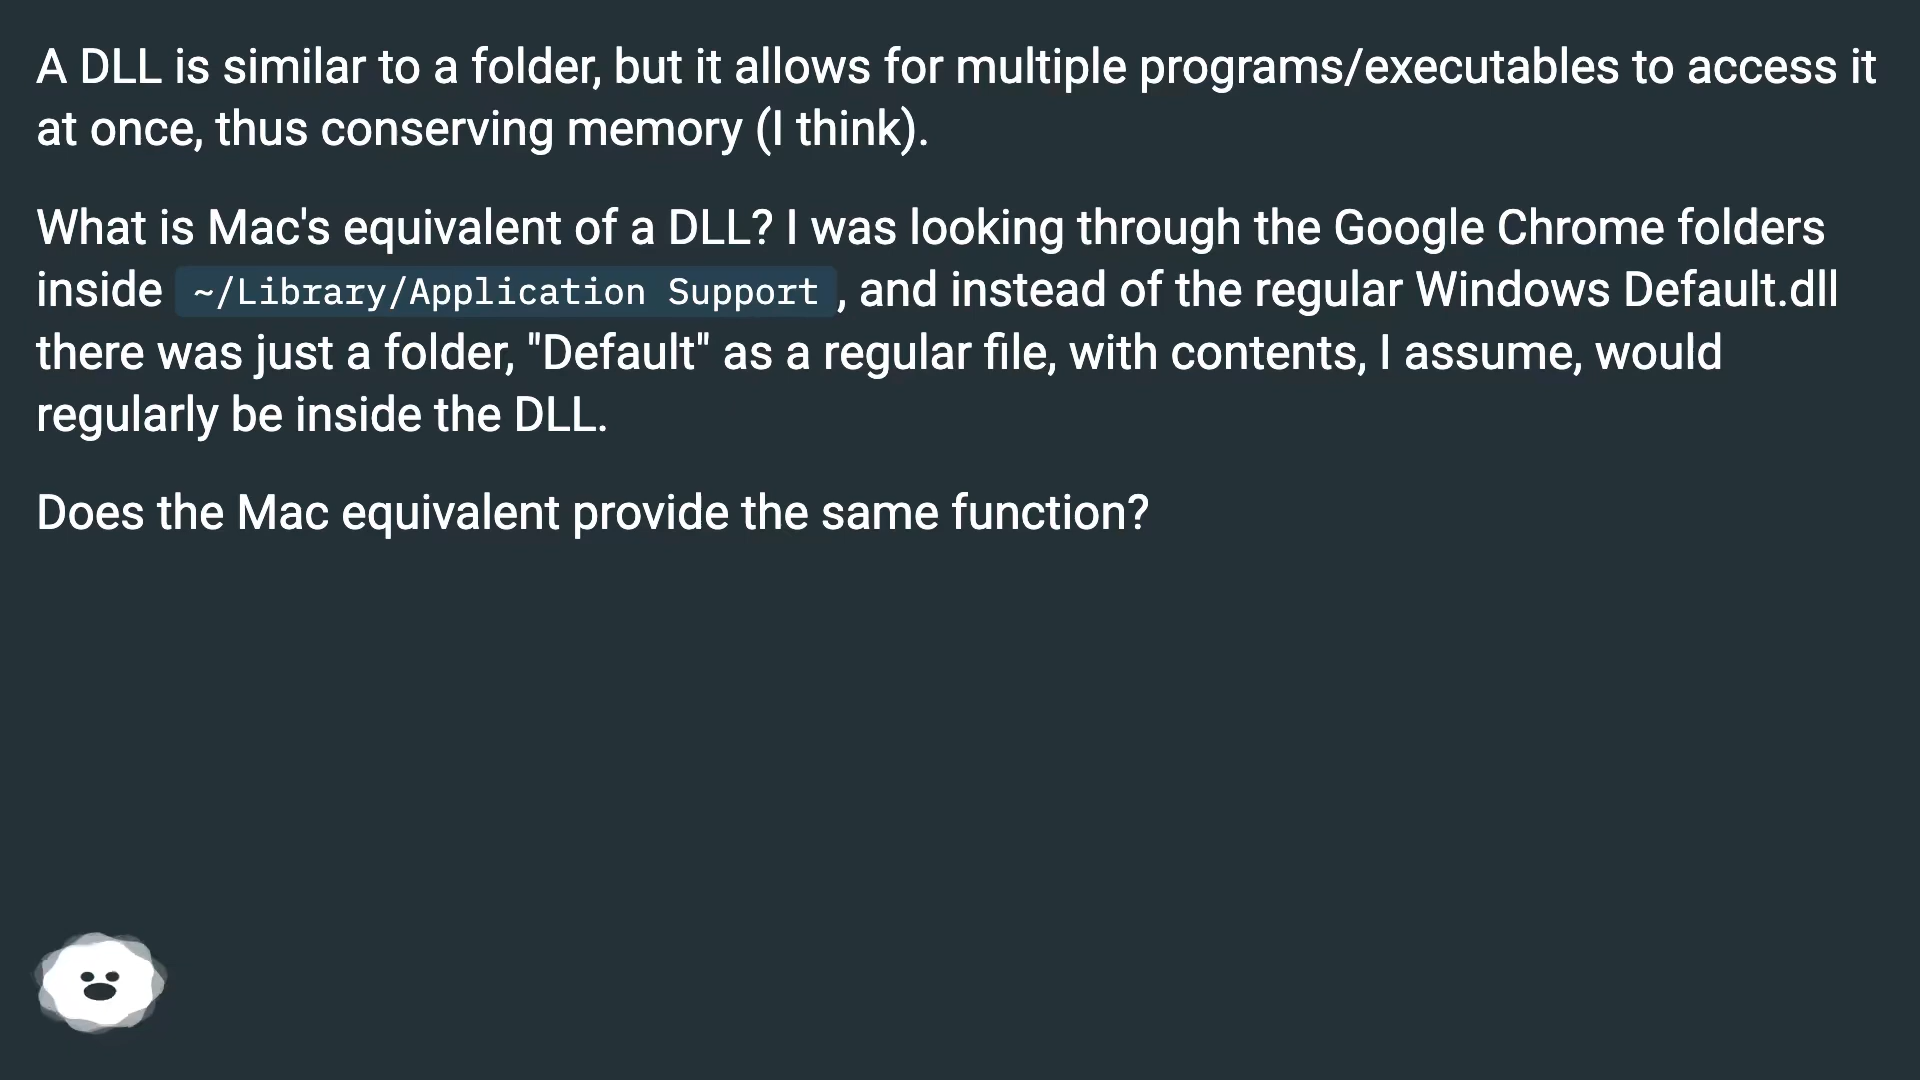 A DLL is similar to a folder, but it allows for multiple programs/executables to access it
at once, thus conserving memory (I think).
What is Mac's equivalent of a DLL? I was looking through the Google Chrome folders
inside ~/Library/Application Support, and instead of the regular Windows Default.dll
there was just a folder, "Default" as a regular file, with contents, I assume, would
regularly be inside the DLL.
Does the Mac equivalent provide the same function?